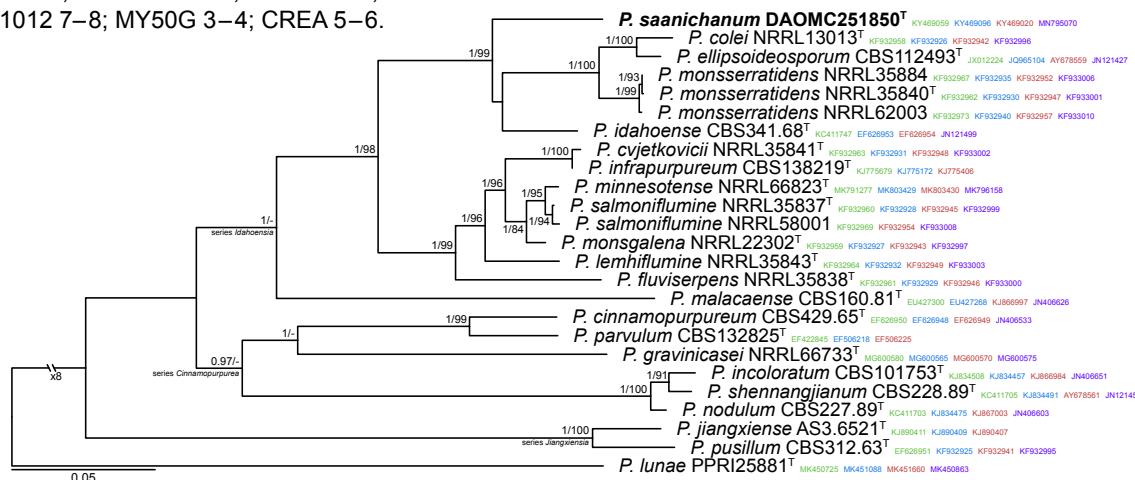 1012 7–8; MY50G 3–4; CREA 5–6.
P. saanichanum DAOMC251850ᵀ KY469059 KY469096 KY469020 MN795070
1/100 P. colei NRRL13013ᵀ KF932958 KF932926 KF932942 KF932996
1/99 P. ellipsoideosporum CBS112493ᵀ JX012224 JQ965104 AY678559 JN121427
1/100 1/93 P. monsserratidens NRRL35884 KF932967 KF932935 KF932952 KF933006
1/99 P. monsserratidens NRRL35840ᵀ KF932962 KF932930 KF932947 KF933001
P. monsserratidens NRRL62003 KF932973 KF932940 KF932957 KF933010
P. idahoense CBS341.68ᵀ KC411747 EF626953 EF626954 JN121499
1/98 1/100 P. cvjetkovicii NRRL35841ᵀ KF932963 KF932931 KF932948 KF933002
P. infrapurpureum CBS138219ᵀ KJ775679 KJ775172 KJ775406
1/96 1/95 P. minnesotense NRRL66823ᵀ MK791277 MK803429 MK803430 MK796158
P. salmoniflumine NRRL35837ᵀ KF932960 KF932928 KF932945 KF932999
1/- 1/96 1/84 1/94 P. salmoniflumine NRRL58001 KF932969 KF932954 KF933008
series Idahoensia 1/99 P. monsgalena NRRL22302ᵀ KF932959 KF932927 KF932943 KF932997
P. lemhiflumine NRRL35843ᵀ KF932964 KF932932 KF932949 KF933003
P. fluviserpens NRRL35838ᵀ KF932961 KF932929 KF932946 KF933000
P. malacaense CBS160.81ᵀ EU427300 EU427268 KJ866997 JN406626
1/99 P. cinnamopurpureum CBS429.65ᵀ EF626950 EF626948 EF626949 JN406533
1/- P. parvulum CBS132825ᵀ EF422845 EF506218 EF506225
0.97/- P. gravinicasei NRRL66733ᵀ MG600580 MG600565 MG600570 MG600575
x8 series Cinnamopurpurea 1/91 P. incoloratum CBS101753ᵀ KJ834508 KJ834457 KJ866984 JN406651
1/100 P. shennangjianum CBS228.89ᵀ KC411705 KJ834491 AY678561
P. nodulum CBS227.89ᵀ KC411703 KJ834475 KJ867003 JN406603
1/100 P. jiangxiense AS3.6521ᵀ KJ890411 KJ890409 KJ890407
series Jiangxiensia P. pusillum CBS312.63ᵀ EF626951 KF932925 KF932941 KF932995
P. lunae PPRI25881ᵀ MK450725 MK451088 MK451660 MK450863
0.05